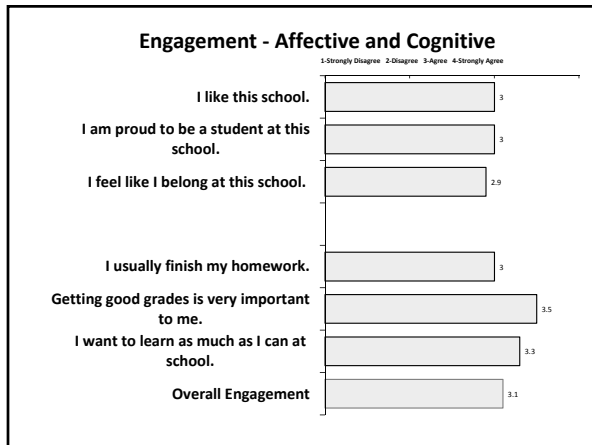 Engagement - Affective and Cognitive
1-Strongly Disagree 2-Disagree 3-Agree 4-Strongly Agree
I like this school.
3
I am proud to be a student at this
school.
3
I feel like I belong at this school.
2.9
I usually finish my homework.
3
Getting good grades is very important
to me.
3.5
I want to learn as much as I can at
school.
3.3
Overall Engagement
3.1